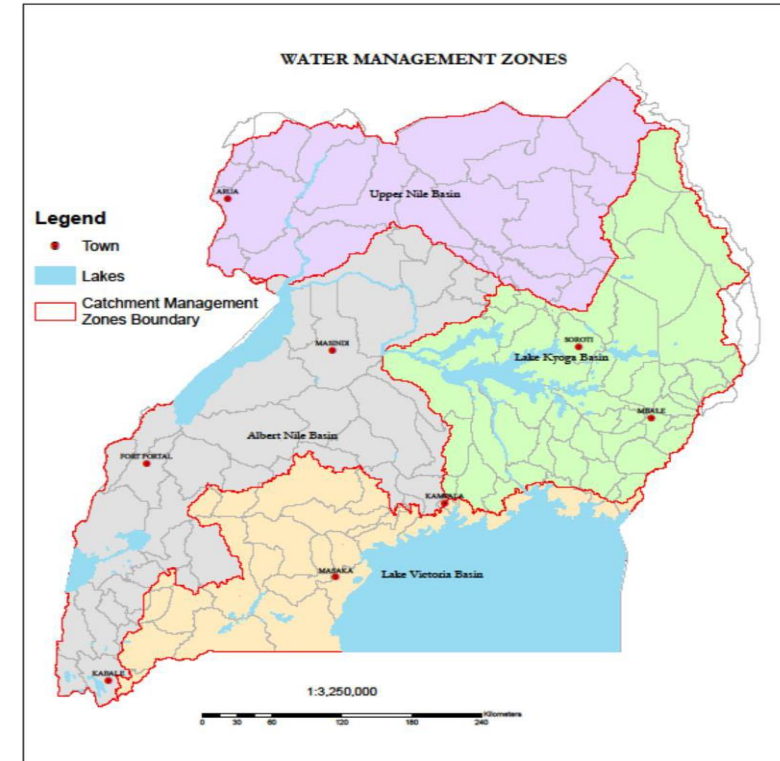 WATER MANAGEMENT ZONES
ARUA
Upper Nile Basin
Legend
Town
Lakes
Catchment Management
Zones Boundary
MASINDI
SOROTI
Lake Kyoga Basin
MBALE
Albert Nile Basin
FORT PORTAL
KAMPALA
MASAKA
Lake Victoria Basin
KABALE
1:3,250,000
0 30 60 120 180 240 Kilometers